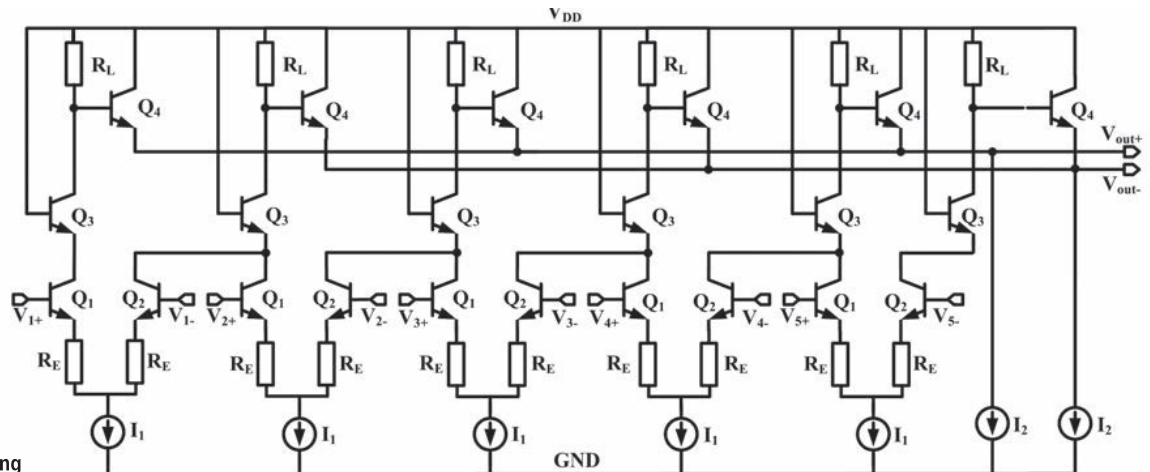 VDD
RL RL RL RL RL RL
Q4 Q4 Q4 Q4 Q4 Q4
Vout+
Vout-
Q3 Q3 Q3 Q3 Q3 Q3
Q1 Q2 Q1 Q2 Q1 Q2 Q1 Q2 Q1 Q2
V1+ V1- V2+ V2- V3+ V3- V4+ V4- V5+ V5-
RE RE RE RE RE RE RE RE RE RE
I1 I1 I1 I1 I1 I2 I2
GND
ng